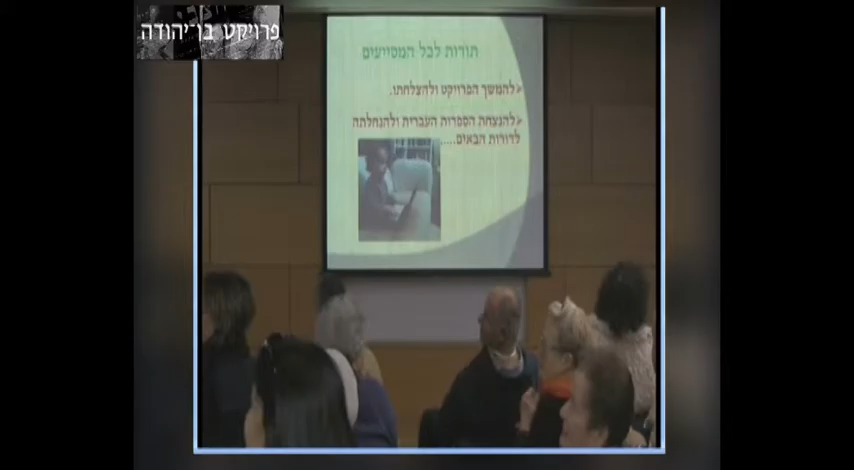 פרויקט בן־יהודה
תודות לכל המסייעים
להמשך הפרויקט ולהצלחתו.
להנצחת הספרות העברית ולהנחלתה
לדורות הבאים.....